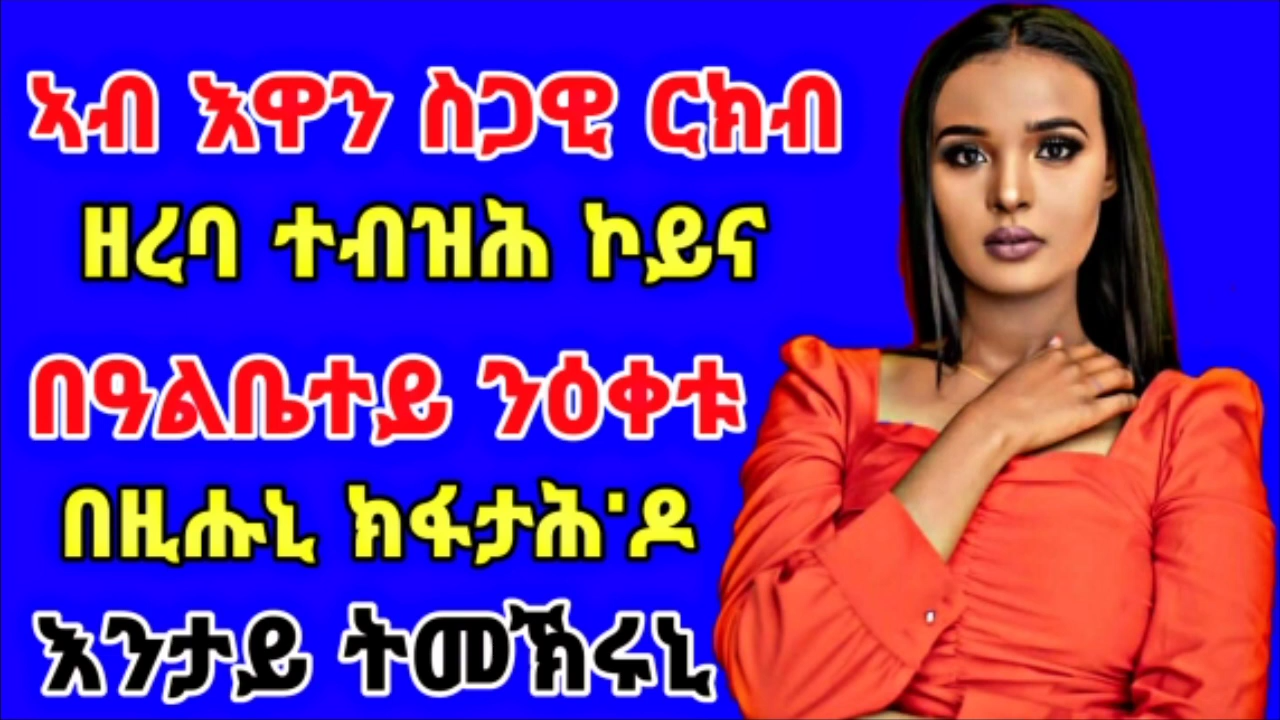 ኣብ እዋን ስጋዊ ርክብ
ዘረባ ተብዝሕ ኮይና
በዓልቤተይ ንዕቀቱ
በዚሑኒ ክፋታሕ'ዶ
እንታይ ትመኽሩኒ